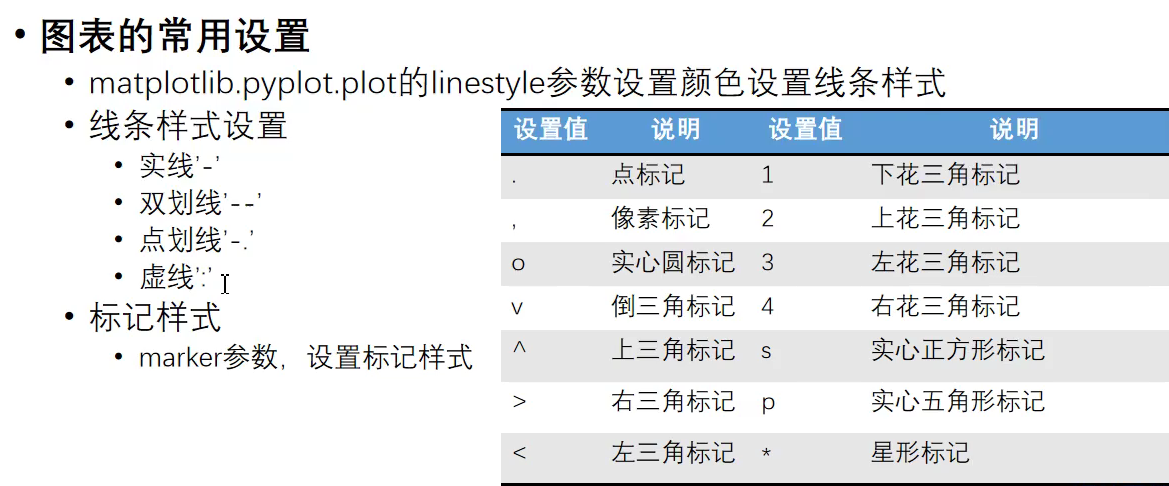 图表的常用设置
matplotlib.pyplot.plot的linestyle参数设置颜色设置线条样式
线条样式设置
实线’-’
双划线’--’
点划线’-.’
虚线’:’
标记样式
marker参数，设置标记样式
设置值 说明 设置值 说明
. 点标记 1 下花三角标记
, 像素标记 2 上花三角标记
o 实心圆标记 3 左花三角标记
v 倒三角标记 4 右花三角标记
^ 上三角标记 s 实心正方形标记
> 右三角标记 p 实心五角形标记
< 左三角标记 * 星形标记